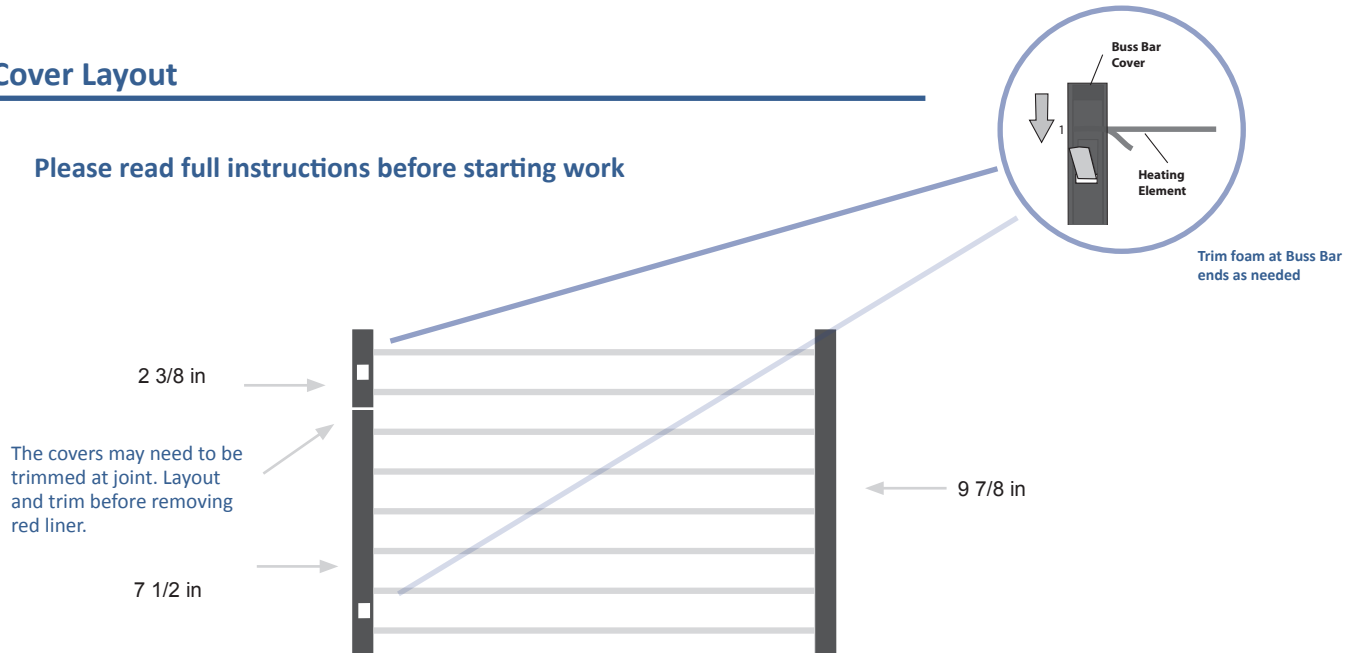 Cover Layout
Please read full instructions before starting work
Buss Bar
Cover
1
Heating
Element
Trim foam at Buss Bar
ends as needed
2 3/8 in
The covers may need to be
trimmed at joint. Layout
and trim before removing
red liner.
9 7/8 in
7 1/2 in